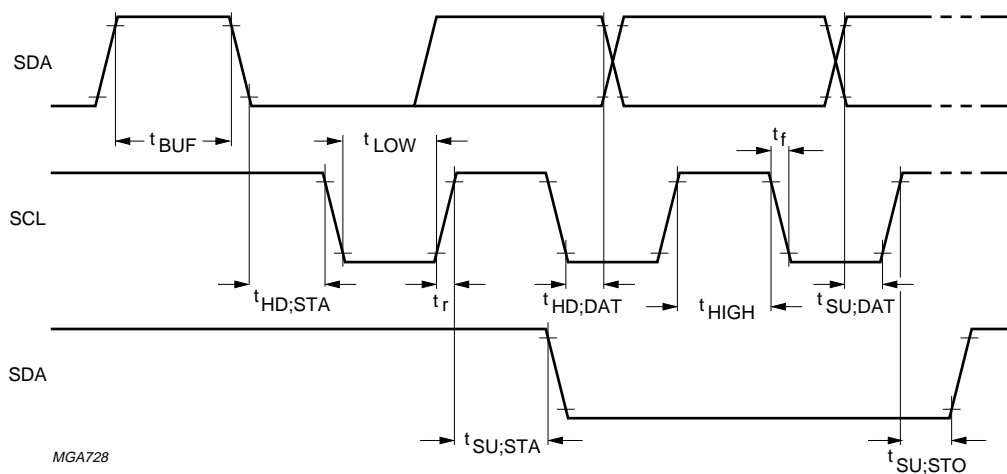 SDA
t BUF
t LOW
t f
SCL
t HD;STA
t r
t HD;DAT
t HIGH
t SU;DAT
SDA
t SU;STA
t SU;STO
MGA728